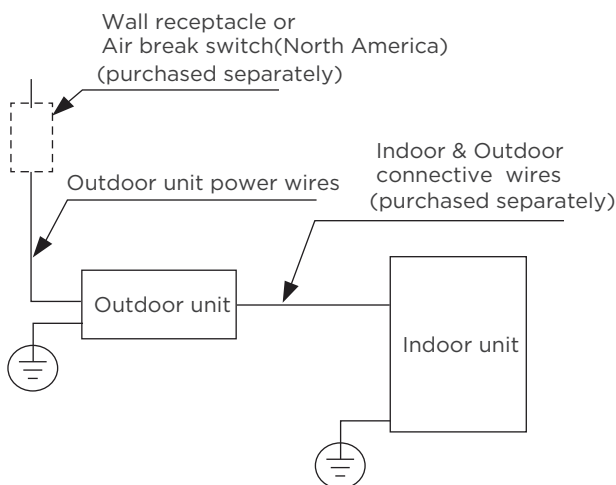 Wall receptacle or
Air break switch(North America)
(purchased separately)
Indoor & Outdoor
connective wires
(purchased separately)
Outdoor unit power wires
Outdoor unit
Indoor unit